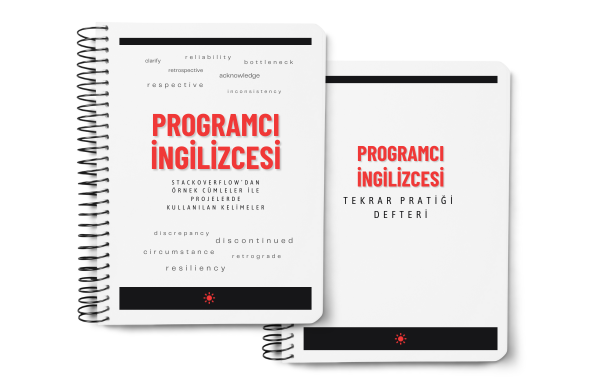 clarify
reliability
bottleneck
retrospective
acknowledge
respective
inconsistency
PROGRAMCI
İNGİLİZCESİ
STACKOVERFLOW'DAN
ÖRNEK CÜMLELER İLE
PROJELERDE
KULLANILAN KELİMELER
discrepancy
discontinued
circumstance
retrograde
resiliency
PROGRAMCI
İNGİLİZCESİ
TEKRAR PRATİĞİ
DEFTERİ